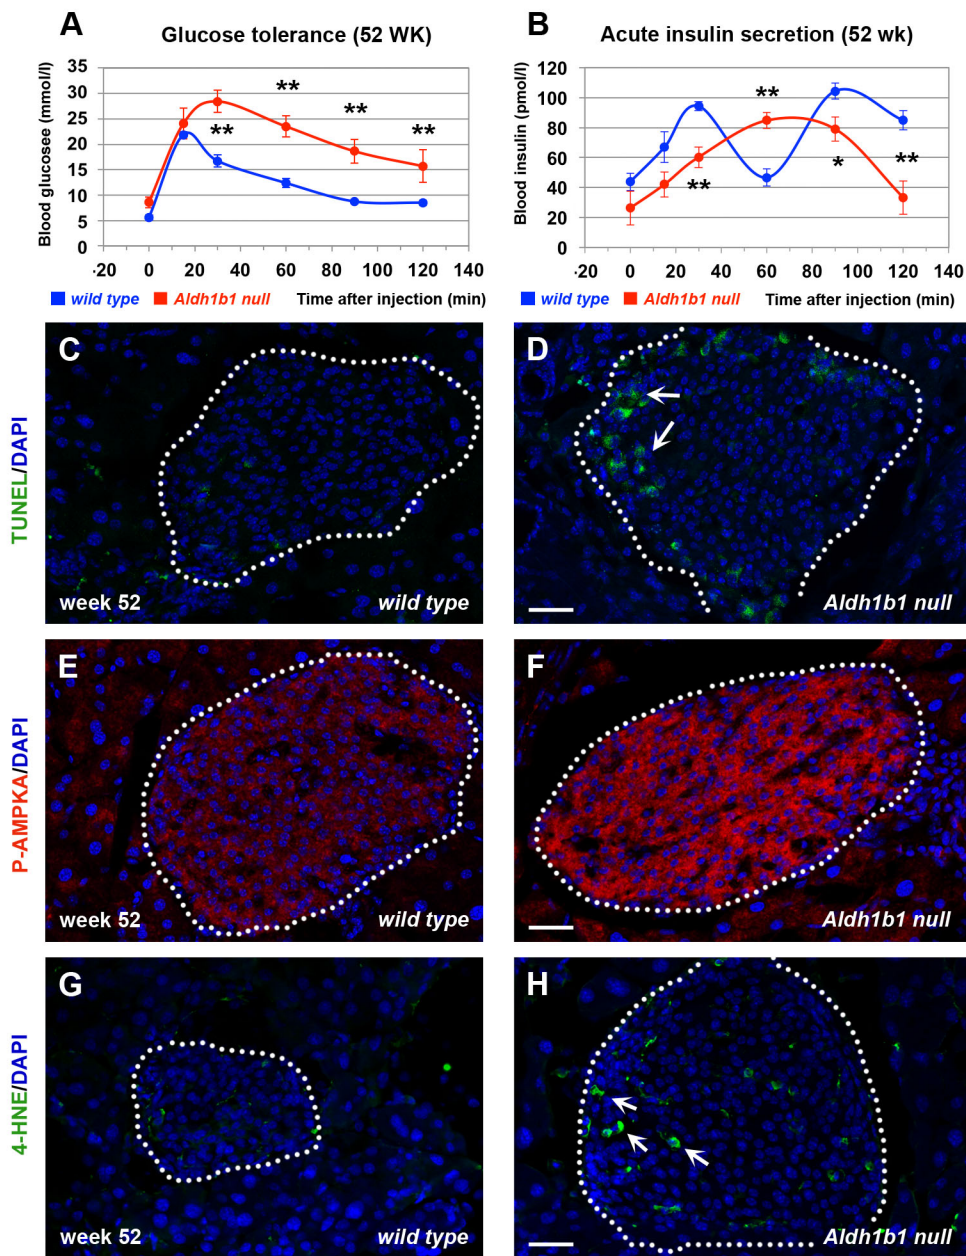 A
Glucose tolerance (52 WK)
Blood glucosee (mmol/l)
35
30
25
20
15
10
5
0
**
**
**
**
-20 0 20 40 60 80 100 120 140
wild type Aldh1b1 null Time after injection (min)
B
Acute insulin secretion (52 wk)
Blood insulin (pmol/l)
120
100
80
60
40
20
0
**
**
*
**
-20 0 20 40 60 80 100 120 140
wild type Aldh1b1 null Time after injection (min)
TUNEL/DAPI
C
week 52 wild type
D
Aldh1b1 null
P-AMPKA/DAPI
E
week 52 wild type
F
Aldh1b1 null
4-HNE/DAPI
G
week 52 wild type
H
Aldh1b1 null